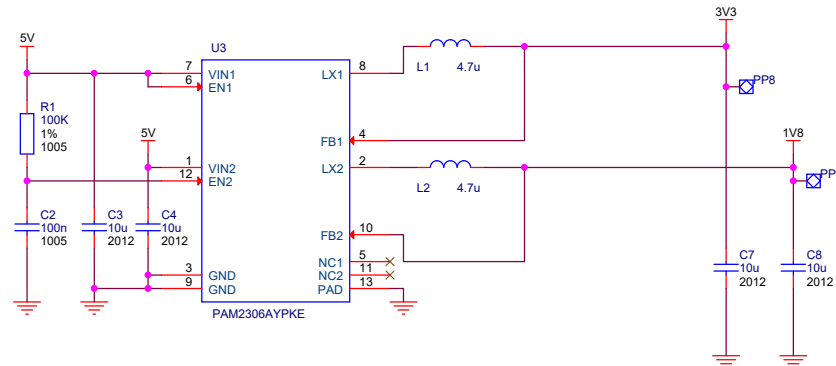 3V3
5V
U3
7
VIN1
LX1
8
6
EN1
L1
4.7u
PP8
R1
100K
1%
1005
5V
FB1
4
1V8
1
VIN2
LX2
2
12
EN2
L2
4.7u
PP
C2
100n
1005
C3
10u
2012
C4
10u
2012
FB2
10
NC1
5
3
GND
NC2
11
9
GND
PAD
13
C7
10u
2012
C8
10u
2012
PAM2306AYPKE